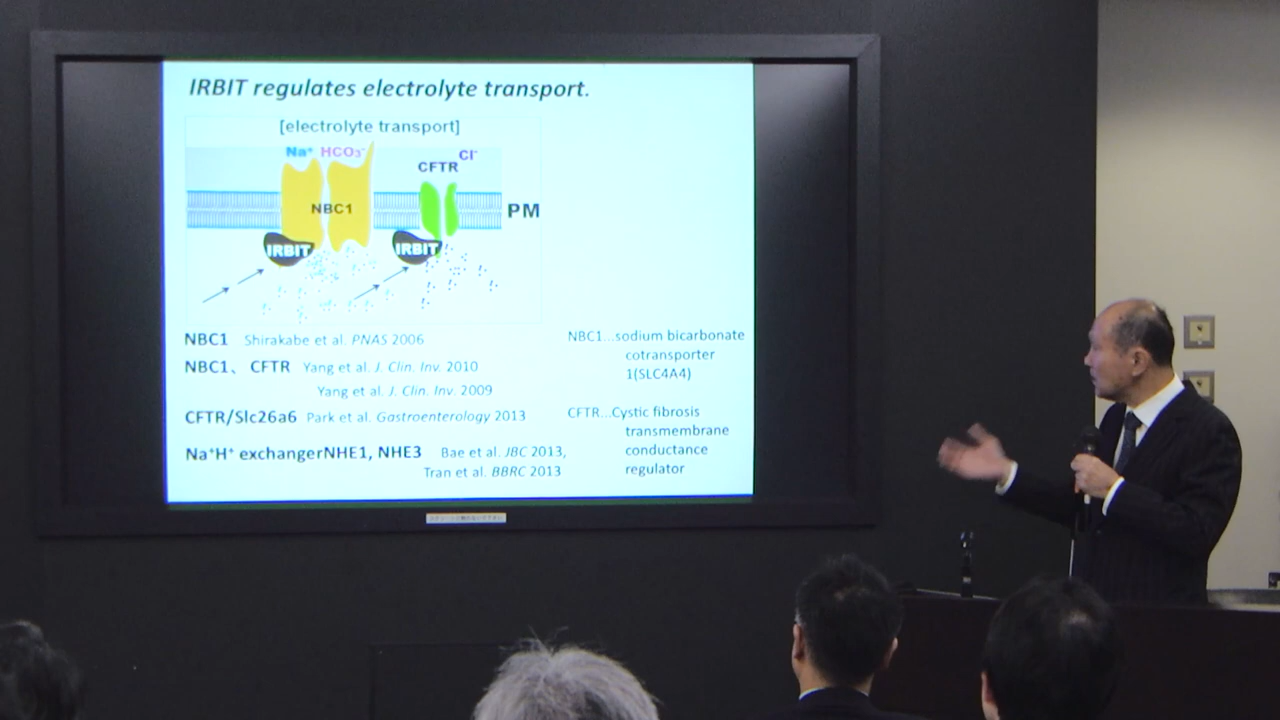 IRBIT regulates electrolyte transport.
[electrolyte transport]
Na⁺ HCO₃⁻
Cl⁻
CFTR
NBC1
PM
IRBIT
IRBIT
NBC1 Shirakabe et al. PNAS 2006
NBC1、 CFTR Yang et al. J. Clin. Inv. 2010
Yang et al. J. Clin. Inv. 2009
CFTR/Slc26a6 Park et al. Gastroenterology 2013
Na⁺H⁺ exchangerNHE1, NHE3 Bae et al. JBC 2013,
Tran et al. BBRC 2013
NBC1...sodium bicarbonate
cotransporter
1(SLC4A4)
CFTR...Cystic fibrosis
transmembrane
conductance
regulator